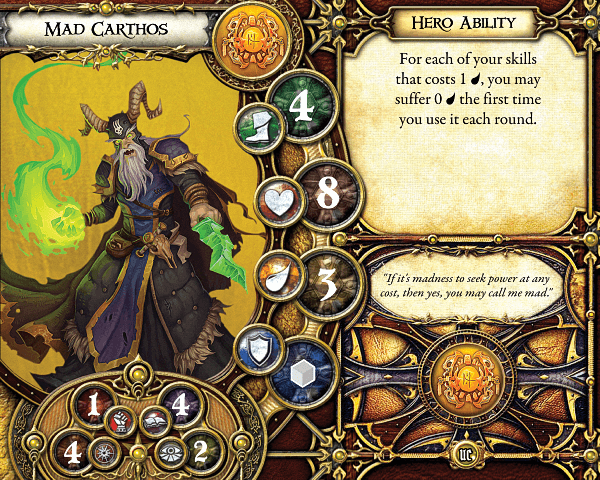 Mad Carthos
4
8
3
1
4
4
2
Hero Ability
For each of your skills
that costs 1 , you may
suffer 0 the first time
you use it each round.
"If it's madness to seek power at any
cost, then yes, you may call me mad."
UC